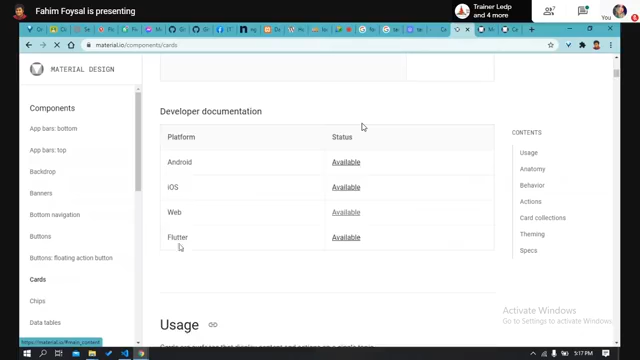 Fahim Foysal is presenting
Trainer Ledp
and 4 more
7
You
material.io/components/cards
MATERIAL DESIGN
Components
App bars: bottom
App bars: top
Backdrop
Banners
Bottom navigation
Buttons
Buttons: floating action button
Cards
Chips
Data tables
https://material.io/#main_content
Developer documentation
Platform Status
Android Available
iOS Available
Web Available
Flutter Available
Usage
CONTENTS
Usage
Anatomy
Behavior
Actions
Card collections
Theming
Specs
Activate Windows
Go to Settings to activate Windows.
5:17 PM